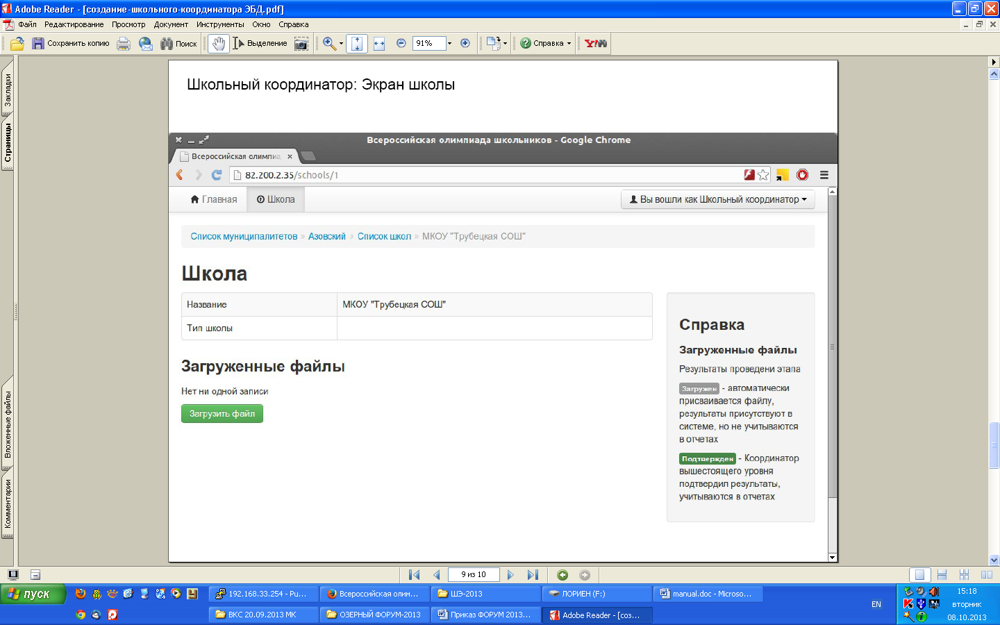 Adobe Reader - [создание-школьного-координатора ЭБД.pdf]
Файл Редактирование Просмотр Документ Инструменты Окно Справка
Сохранить копию Поиск Выделение 91% Справка Y!
Закладки
Страницы
Вложенные файлы
Комментарии
Школьный координатор: Экран школы
Всероссийская олимпиада школьников - Google Chrome
Всероссийская олимпиа
82.200.2.35/schools/1
Главная Школа Вы вошли как Школьный координатор
Список муниципалитетов » Азовский » Список школ » МКОУ "Трубецкая СОШ"
Школа
Название МКОУ "Трубецкая СОШ"
Тип школы
Загруженные файлы
Нет ни одной записи
Загрузить файл
Справка
Загруженные файлы
Результаты проведени этапа
Загружен - автоматически
присваивается файлу,
результаты присутствуют в
системе, но не учитываются
в отчетах
Подтвержден - Координатор
вышестоящего уровня
подтвердил результаты,
учитываются в отчетах
9 из 10
пуск
192.168.33.254 - Pu... Всероссийская олим... ШЭ-2013 ЛОРИЕН (F:) manual.doc - Microso...
ВКС 20.09.2013 МК ОЗЕРНЫЙ ФОРУМ-2013 Приказ ФОРУМ 2013... Adobe Reader - [соз...
EN
15:18
вторник
08.10.2013